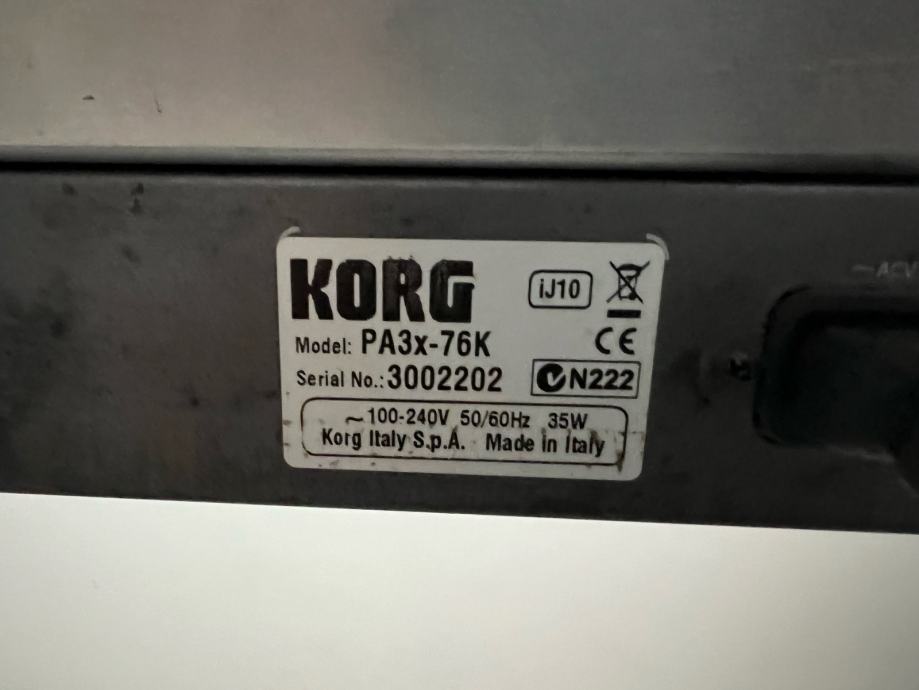 KORG
iJ10
Model: PA3x-76K
CE
Serial No.: 3002202
N222
~100-240V 50/60Hz 35W
Korg Italy S.p.A. Made in Italy